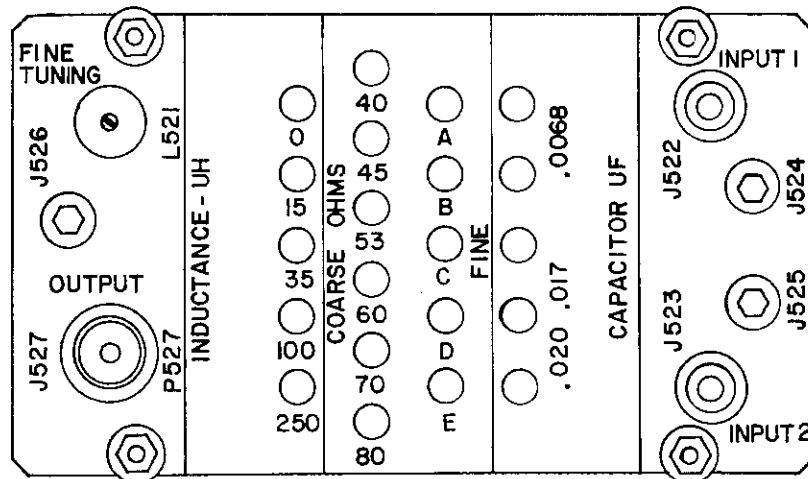 FINE
TUNING
J526
L521
OUTPUT
J527
P527
INDUCTANCE-UH
0
15
35
100
250
COARSE OHMS
40
45
53
60
70
80
A
B
C
D
E
FINE
.0068
.017
.020
CAPACITOR UF
INPUT 1
J522
J524
J523
J525
INPUT 2